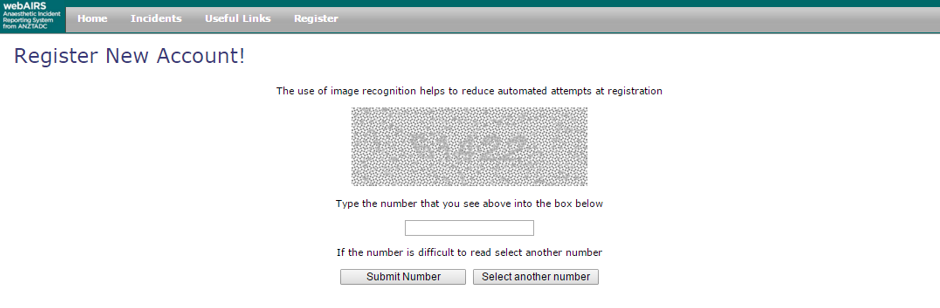 webAIRS
Anaesthetic Incident
Reporting System
from ANZTADC
Home Incidents Useful Links Register
Register New Account!
The use of image recognition helps to reduce automated attempts at registration
Type the number that you see above into the box below
If the number is difficult to read select another number
Submit Number Select another number